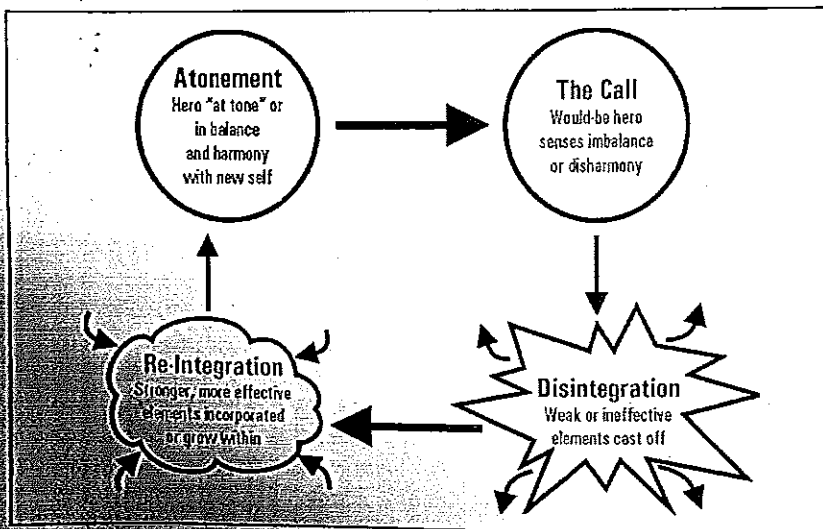 Atonement
Hero "at tone" or
in balance
and harmony
with new self
The Call
Would-be hero
senses imbalance
or disharmony
Disintegration
Weak or ineffective
elements cast off
Re-Integration
Stronger, more effective
elements incorporated
or grow within